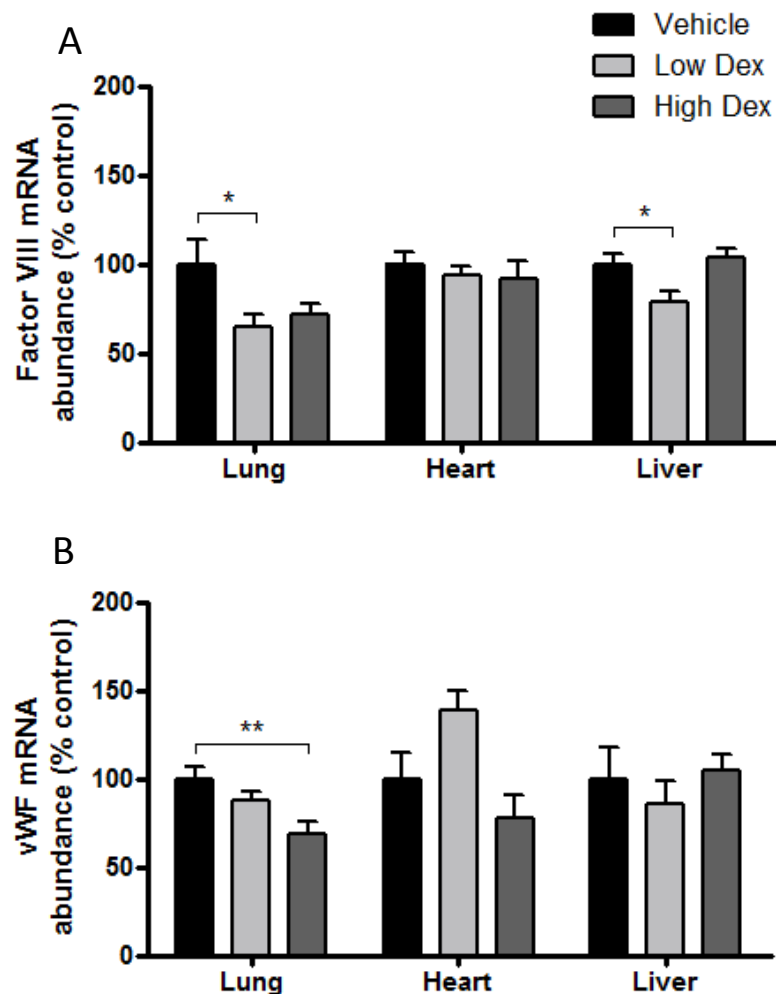 A
Vehicle
Low Dex
High Dex
Factor VIII mRNA
abundance (% control)
200
150
100
50
0
*
*
Lung
Heart
Liver
B
vWF mRNA
abundance (% control)
200
150
100
50
0
**
Lung
Heart
Liver